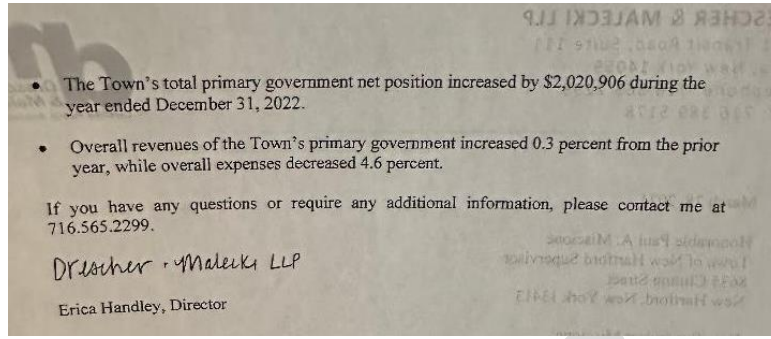 • The Town's total primary government net position increased by $2,020,906 during the
year ended December 31, 2022.
• Overall revenues of the Town's primary government increased 0.3 percent from the prior
year, while overall expenses decreased 4.6 percent.
If you have any questions or require any additional information, please contact me at
716.565.2299.
Drescher & Malecki LLP
Erica Handley, Director